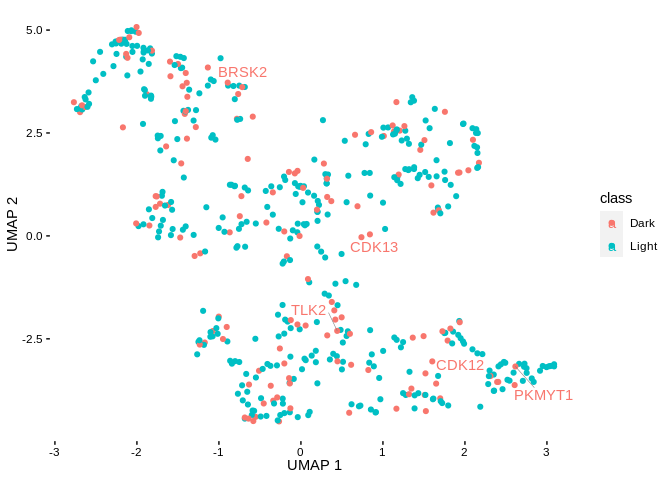 5.0
2.5
0.0
-2.5
UMAP 2
-3
-2
-1
0
1
2
3
UMAP 1
BRSK2
CDK13
TLK2
CDK12
PKMYT1
class
a Dark
a Light